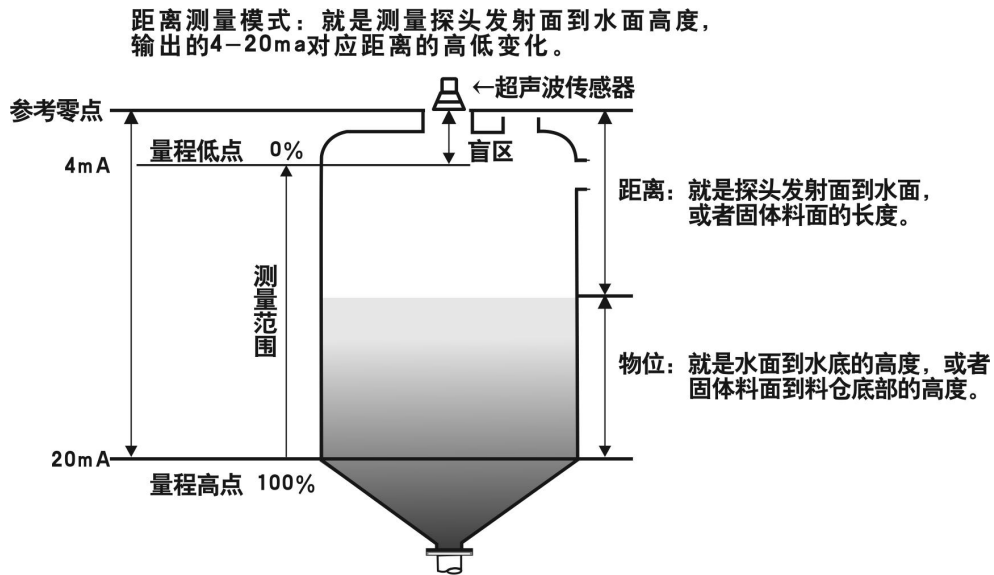 距离测量模式：就是测量探头发射面到水面高度，
输出的4-20ma对应距离的高低变化。
←超声波传感器
参考零点
量程低点 0%
盲区
4mA
距离：就是探头发射面到水面，
或者固体料面的长度。
测量范围
物位：就是水面到水底的高度，或者
固体料面到料仓底部的高度。
20mA
量程高点 100%